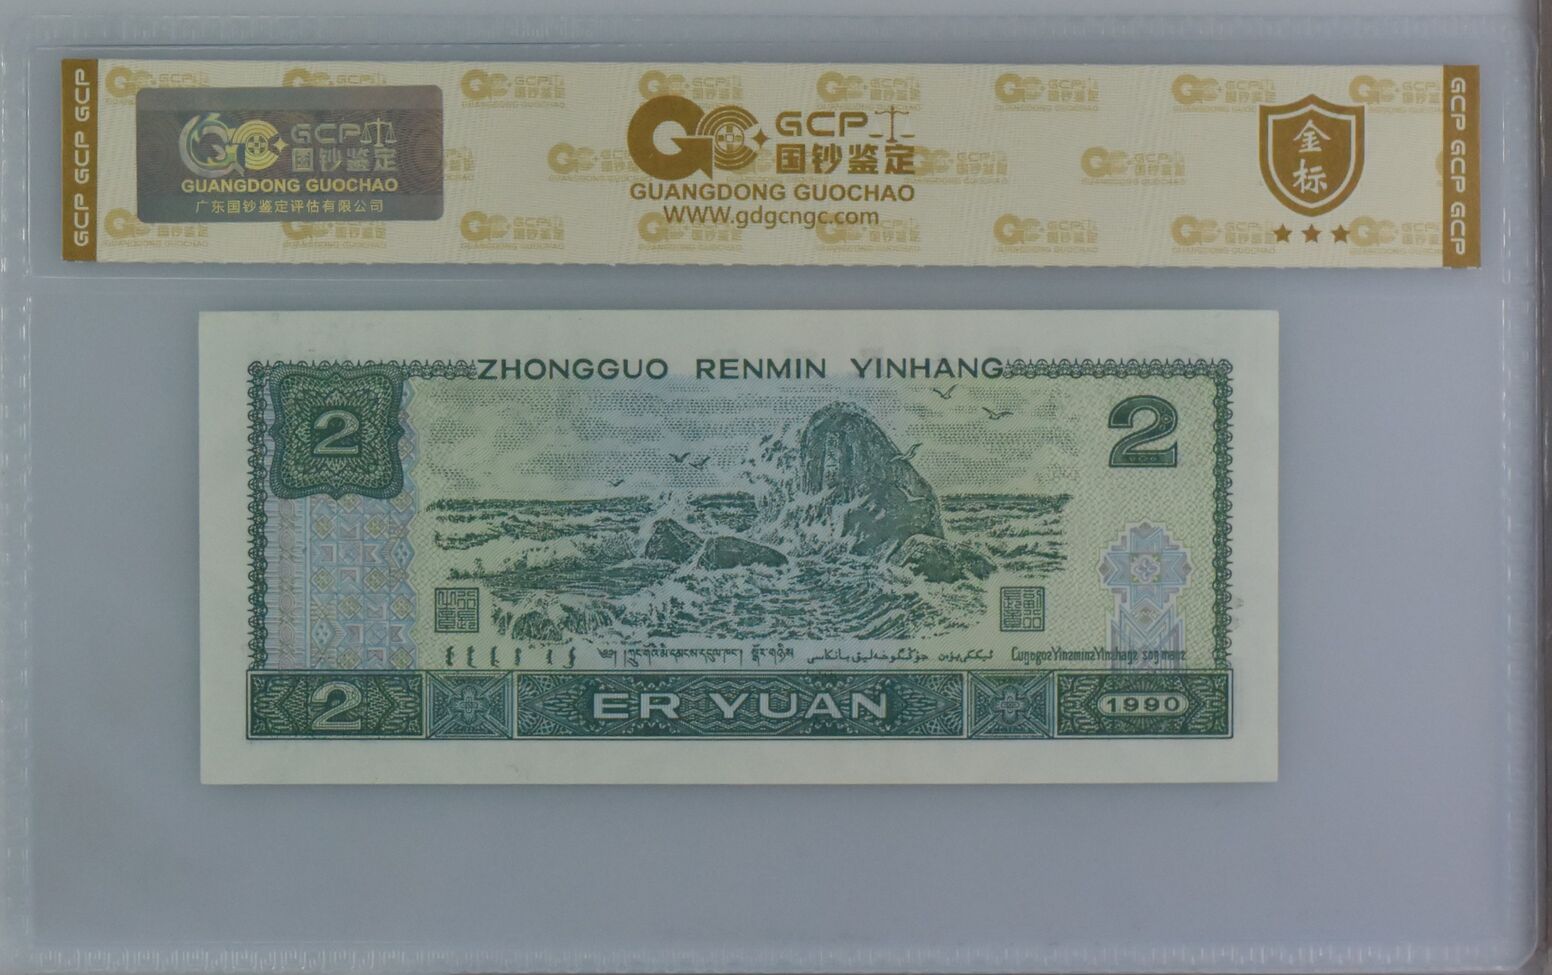 GCP GCP GCP
GCP
国钞鉴定
GUANGDONG GUOCHAO
广东国钞鉴定评估有限公司
GCP
国钞鉴定
GUANGDONG GUOCHAO
WWW.gdgcngc.com
金标
GCP GCP GCP
ZHONGGUO RENMIN YINHANG
2
2
2
ER YUAN
1990